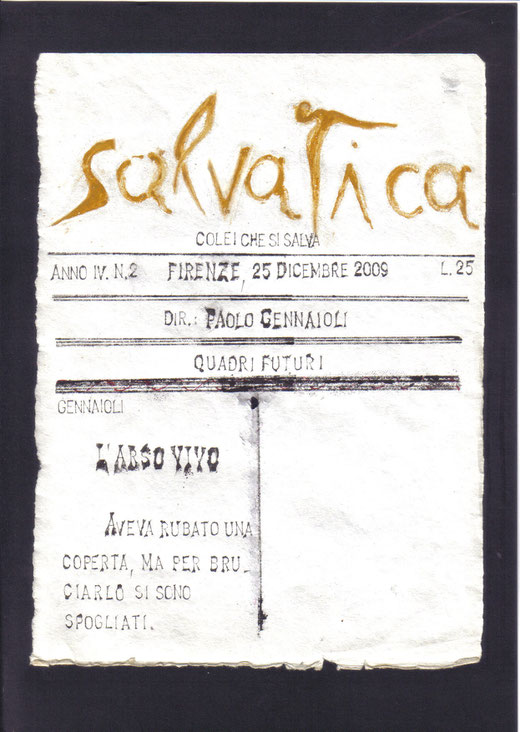 salvaTica
COLEI CHE SI SALVA
ANNO IV. N.2 FIRENZE, 25 DICEMBRE 2009 L. 25
DIR.: PAOLO GENNAIOLI
QUADRI FUTURI
GENNAIOLI
L'ARSO VIVO
AVEVA RUBATO UNA
COPERTA, MA PER BRU_
CIARLO SI SONO
SPOGLIATI.